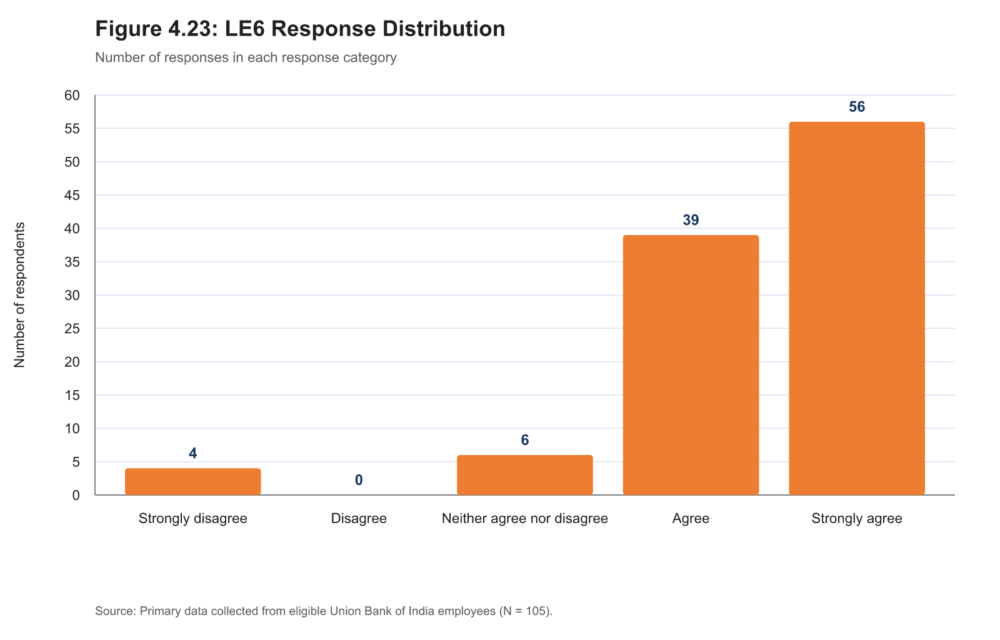 Figure 4.23: LE6 Response Distribution
Number of responses in each response category
60
55
50
45
40
35
30
25
20
15
10
5
0
Number of respondents
4
0
6
39
56
Strongly disagree
Disagree
Neither agree nor disagree
Agree
Strongly agree
Source: Primary data collected from eligible Union Bank of India employees (N = 105).